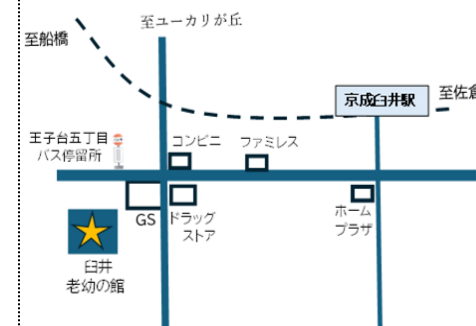 至ユーカリが丘
至船橋
京成臼井駅
至佐倉
王子台五丁目
バス停留所
コンビニ
ファミレス
GS
ドラッグ
ストア
ホーム
プラザ
臼井
老幼の館